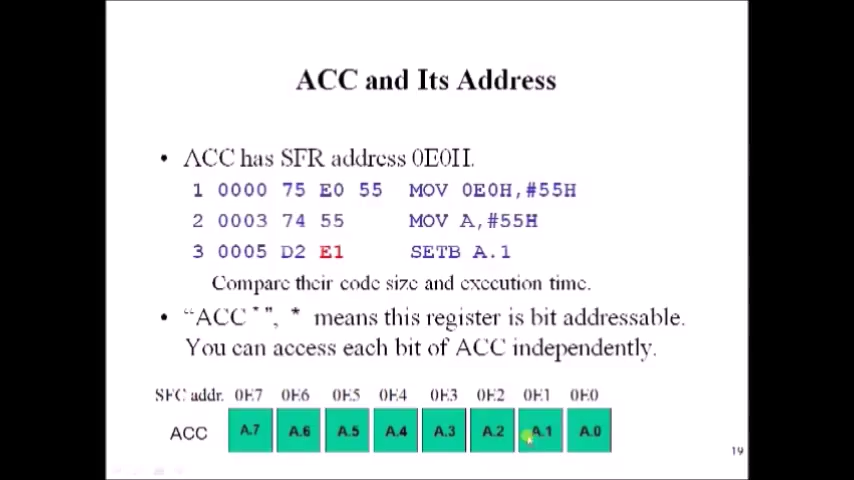 ACC and Its Address
• ACC has SFR address 0E0H.
1 0000 75 E0 55 MOV 0E0H,#55H
2 0003 74 55 MOV A,#55H
3 0005 D2 E1 SETB A.1
Compare their code size and execution time.
• “ACC*”, * means this register is bit addressable.
You can access each bit of ACC independently.
SFC addr. 0E7 0E6 0E5 0E4 0E3 0E2 0E1 0E0
ACC A.7 A.6 A.5 A.4 A.3 A.2 A.1 A.0
19